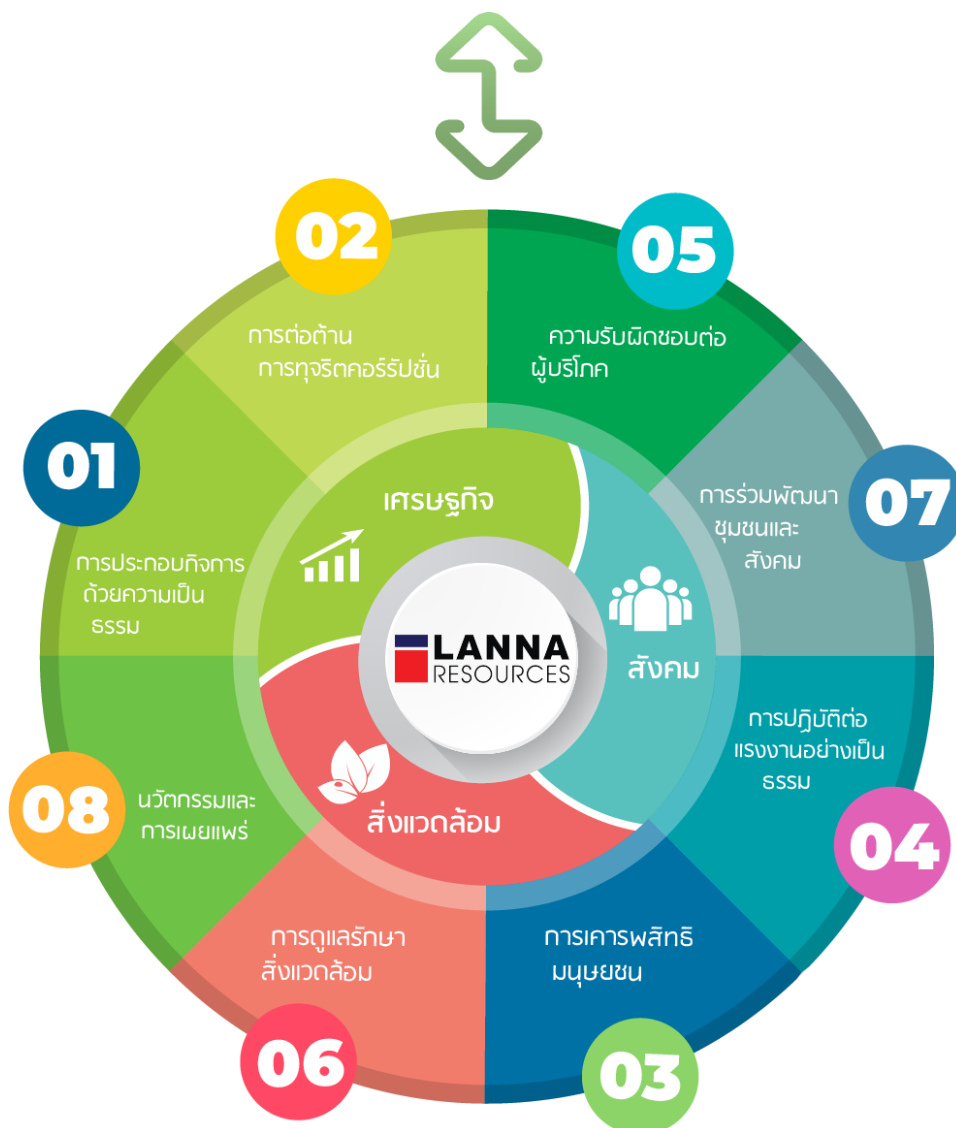 02
การต่อต้าน
การทุจริตคอร์รัปชั่น
05
ความรับผิดชอบต่อ
ผู้บริโภค
01
การประกอบกิจการ
ด้วยความเป็น
ธรรม
07
การร่วมพัฒนา
ชุมชนและ
สังคม
เศรษฐกิจ
สังคม
สิ่งแวดล้อม
LANNA
RESOURCES
08
นวัตกรรมและ
การเผยแพร่
การปฏิบัติต่อ
แรงงานอย่างเป็น
ธรรม
04
06
การดูแลรักษา
สิ่งแวดล้อม
การเคารพสิทธิ
มนุษยชน
03